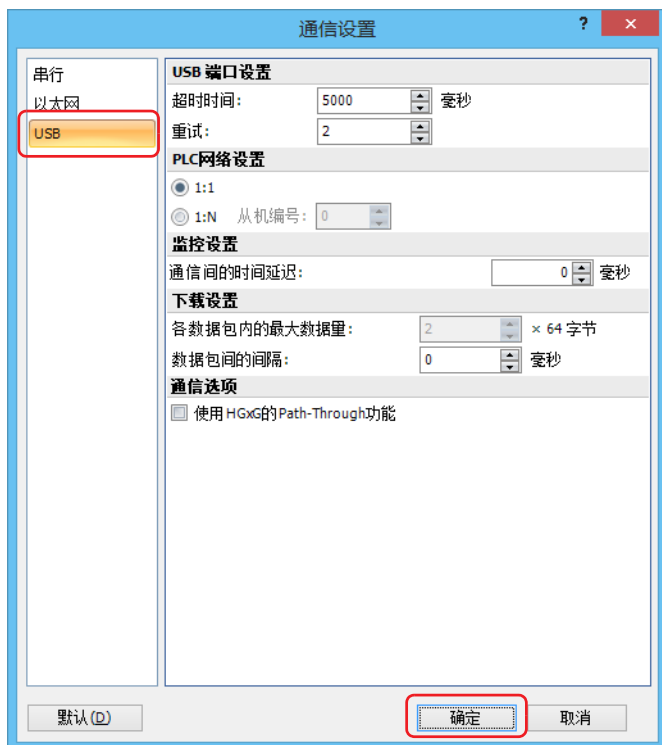 通信设置
?
×
串行
以太网
USB
USB 端口设置
超时时间: 5000 毫秒
重试: 2
PLC网络设置
1:1
1:N 从机编号: 0
监控设置
通信间的时间延迟: 0 毫秒
下载设置
各数据包内的最大数据量: 2 × 64 字节
数据包间的间隔: 0 毫秒
通信选项
使用HGxG的Path-Through功能
默认(D)
确定
取消